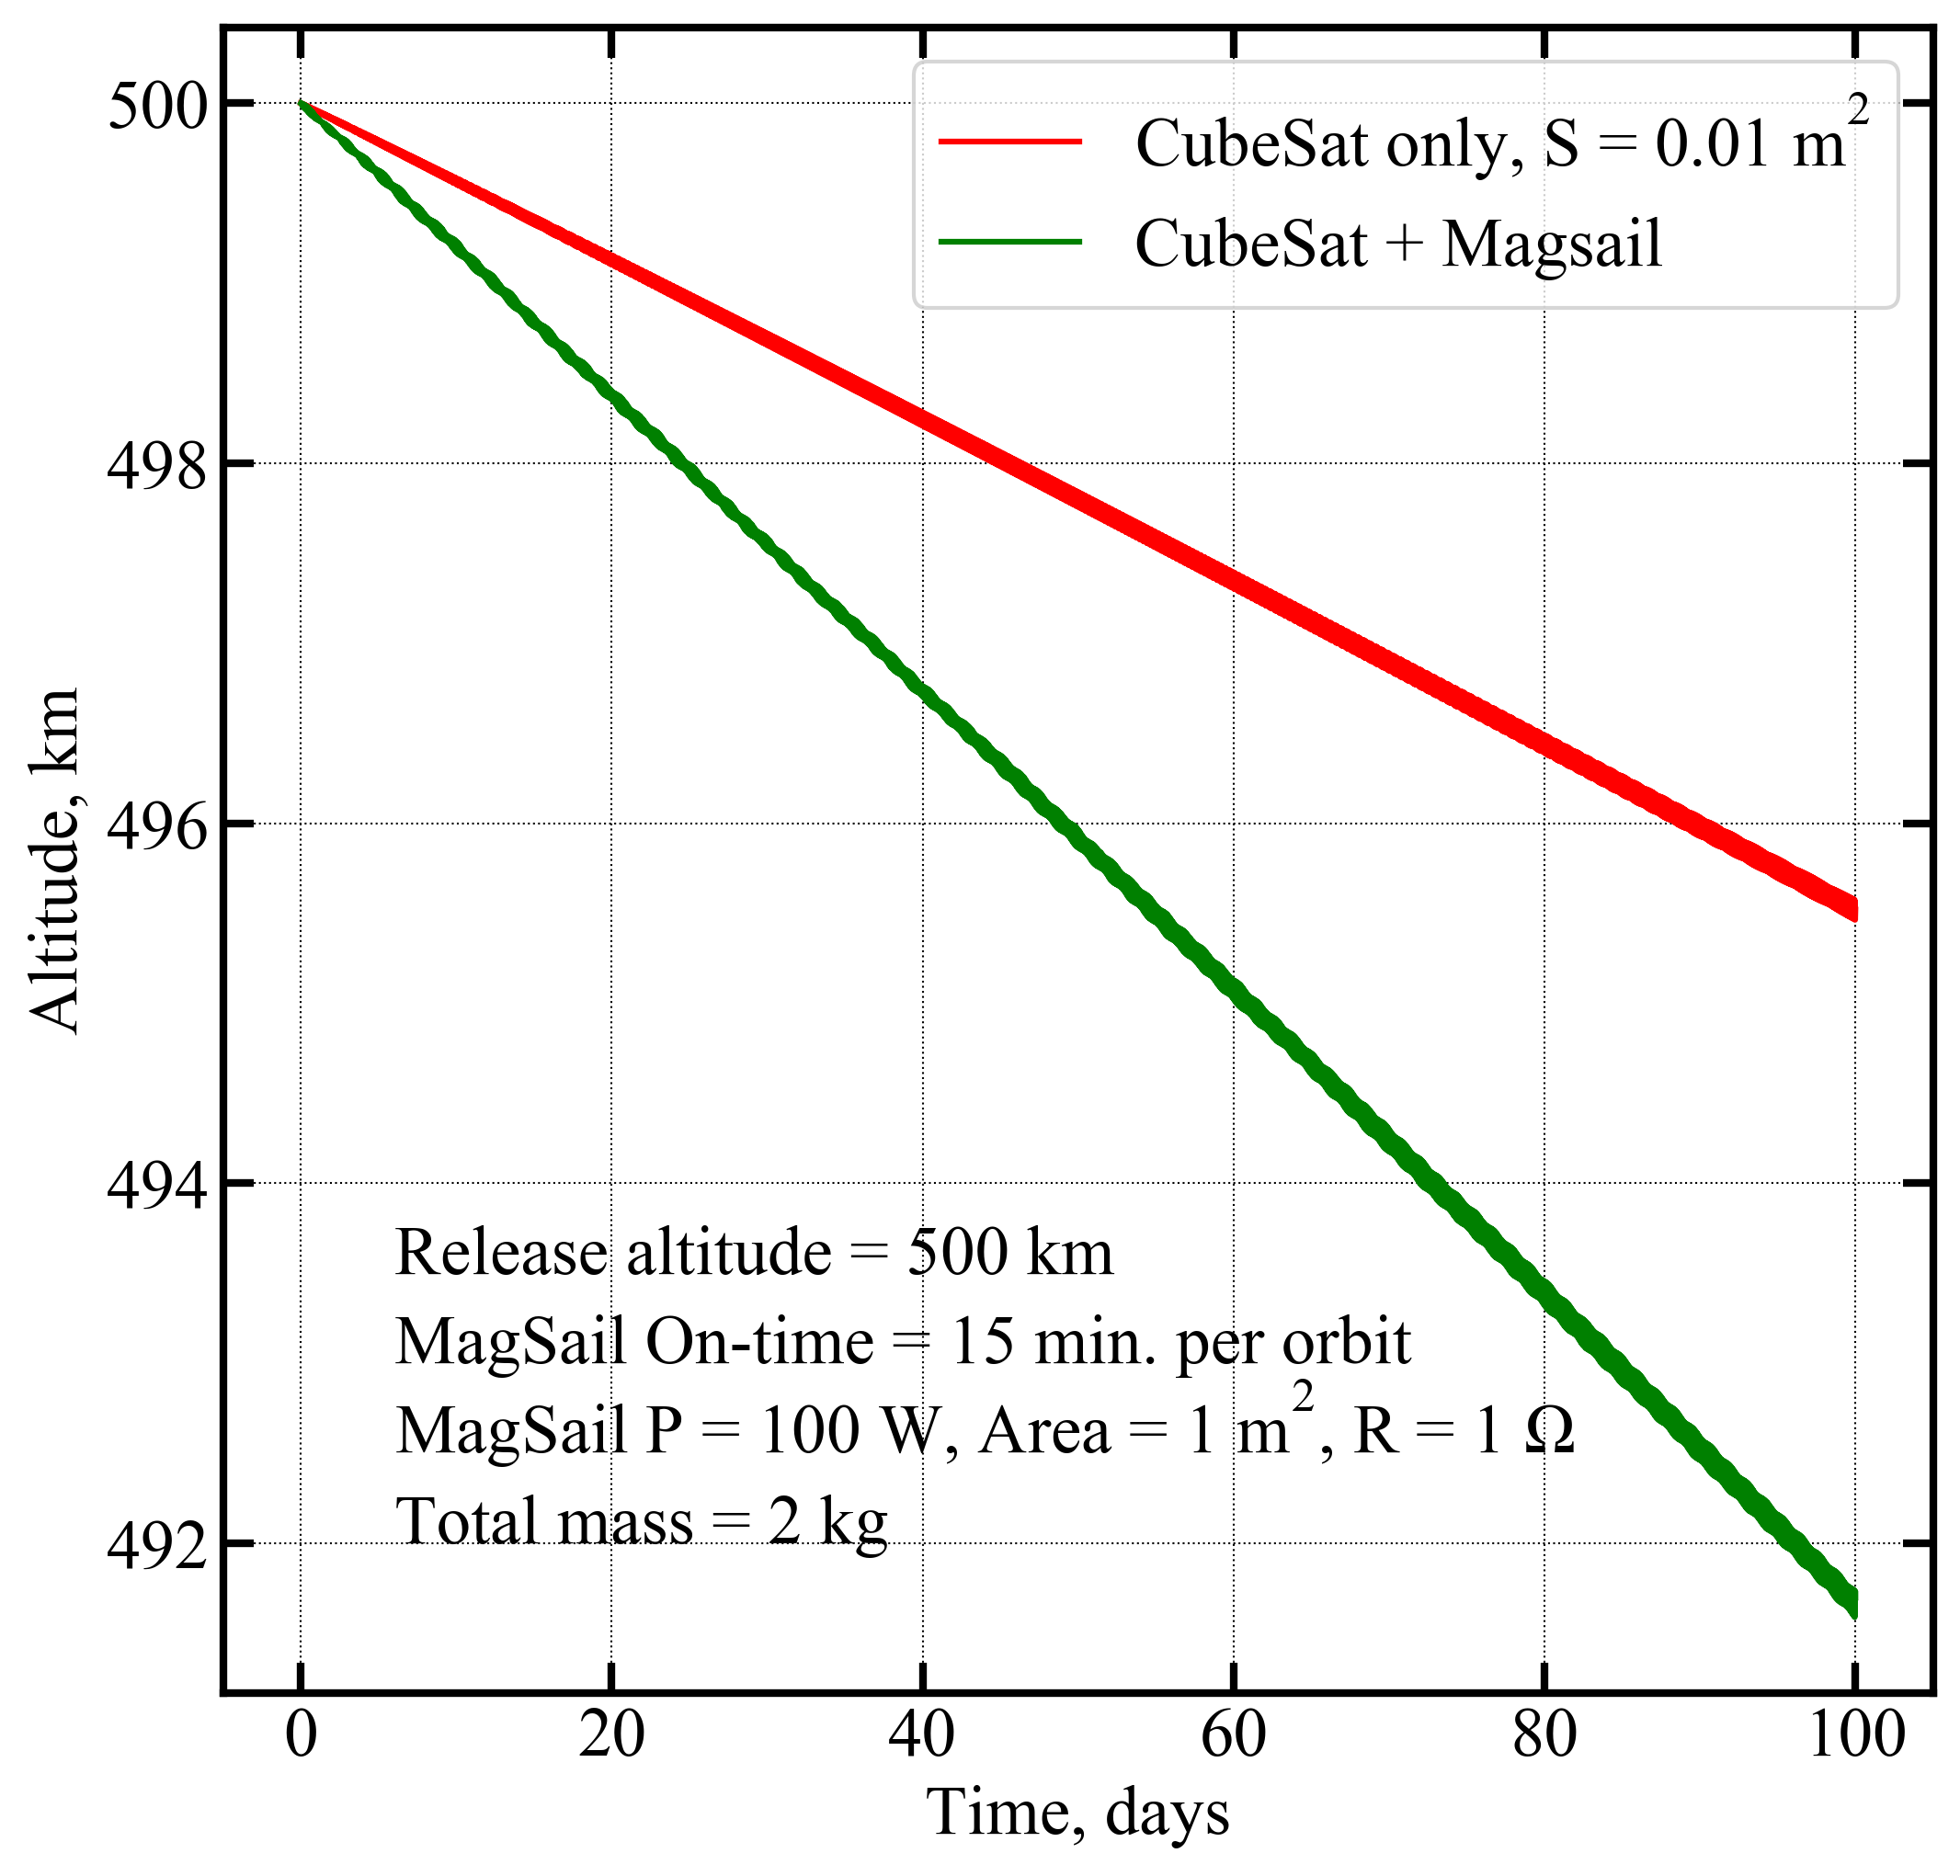 500
498
496
494
492
Altitude, km
CubeSat only, S = 0.01 m²
CubeSat + Magsail
Release altitude = 500 km
MagSail On-time = 15 min. per orbit
MagSail P = 100 W, Area = 1 m², R = 1 Ω
Total mass = 2 kg
0 20 40 60 80 100
Time, days